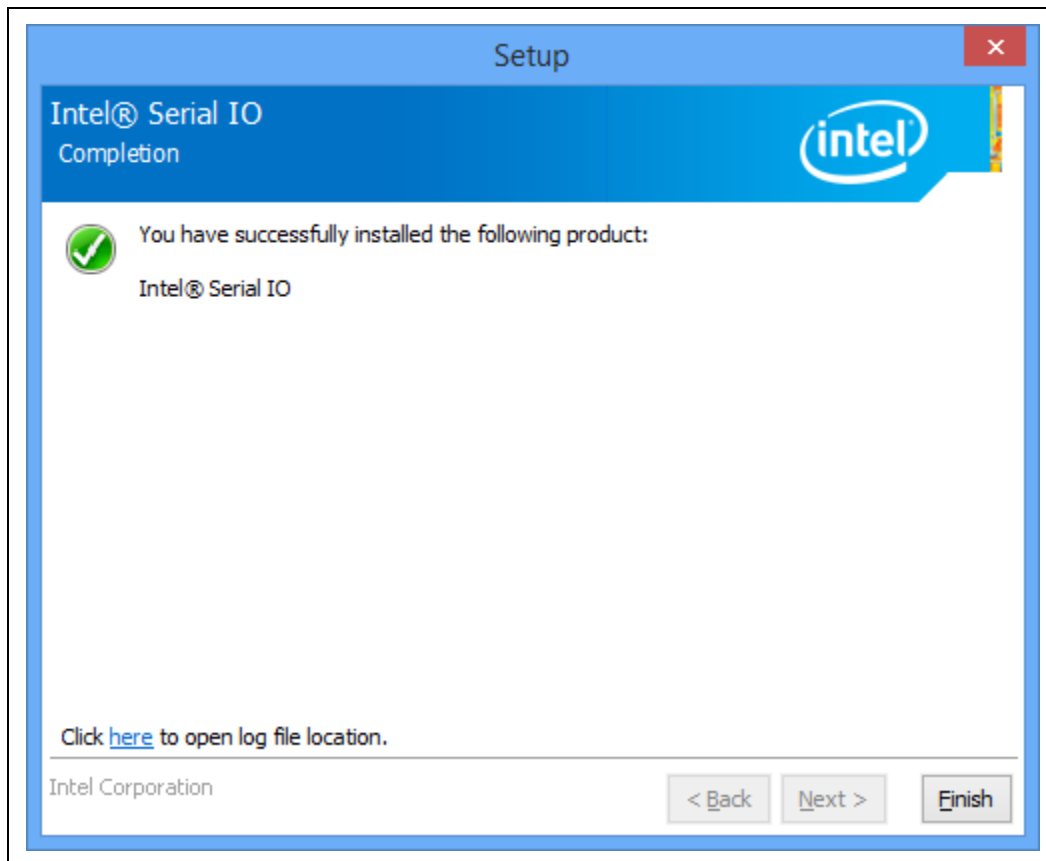 Setup
Intel® Serial IO
Completion
intel
You have successfully installed the following product:
Intel® Serial IO
Click here to open log file location.
Intel Corporation
< Back
Next >
Finish